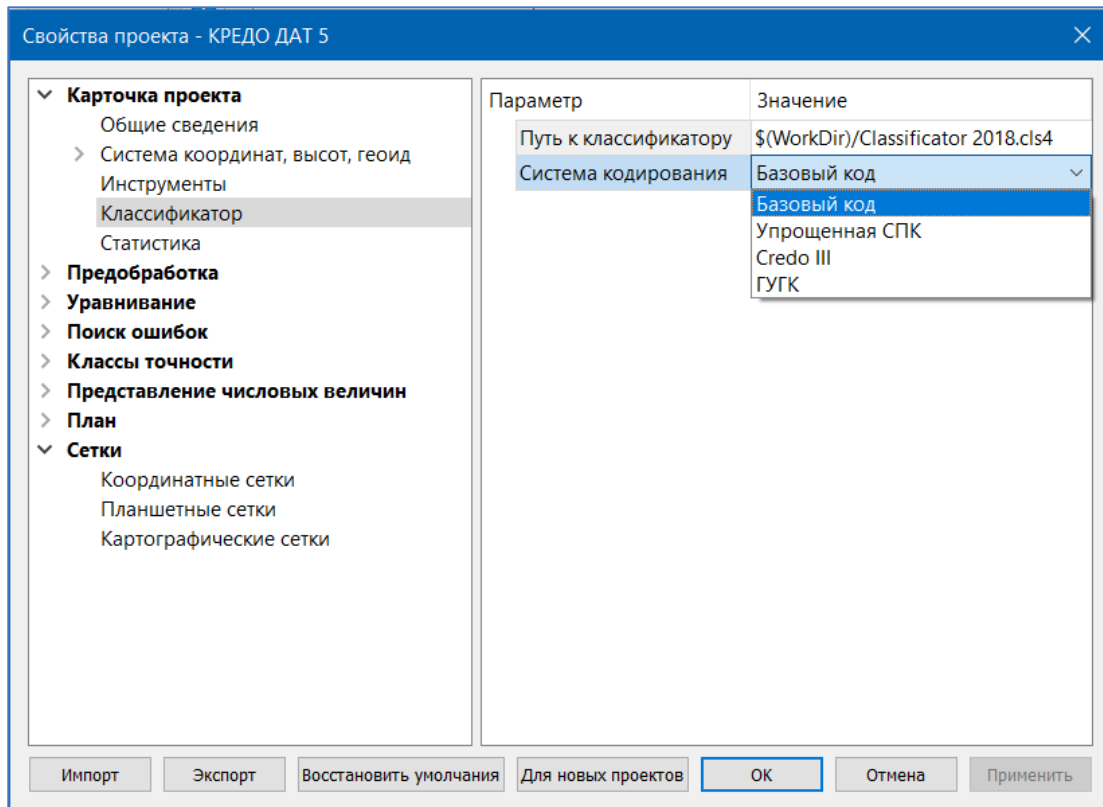 Свойства проекта - КРЕДО ДАТ 5
Карточка проекта
Общие сведения
Система координат, высот, геоид
Инструменты
Классификатор
Статистика
Предобработка
Уравнивание
Поиск ошибок
Классы точности
Представление числовых величин
План
Сетки
Координатные сетки
Планшетные сетки
Картографические сетки
Параметр Значение
Путь к классификатору $(WorkDir)/Classificator 2018.cls4
Система кодирования Базовый код
Базовый код
Упрощенная СПК
Credo III
ГУГК
Импорт Экспорт Восстановить умолчания Для новых проектов OK Отмена Применить